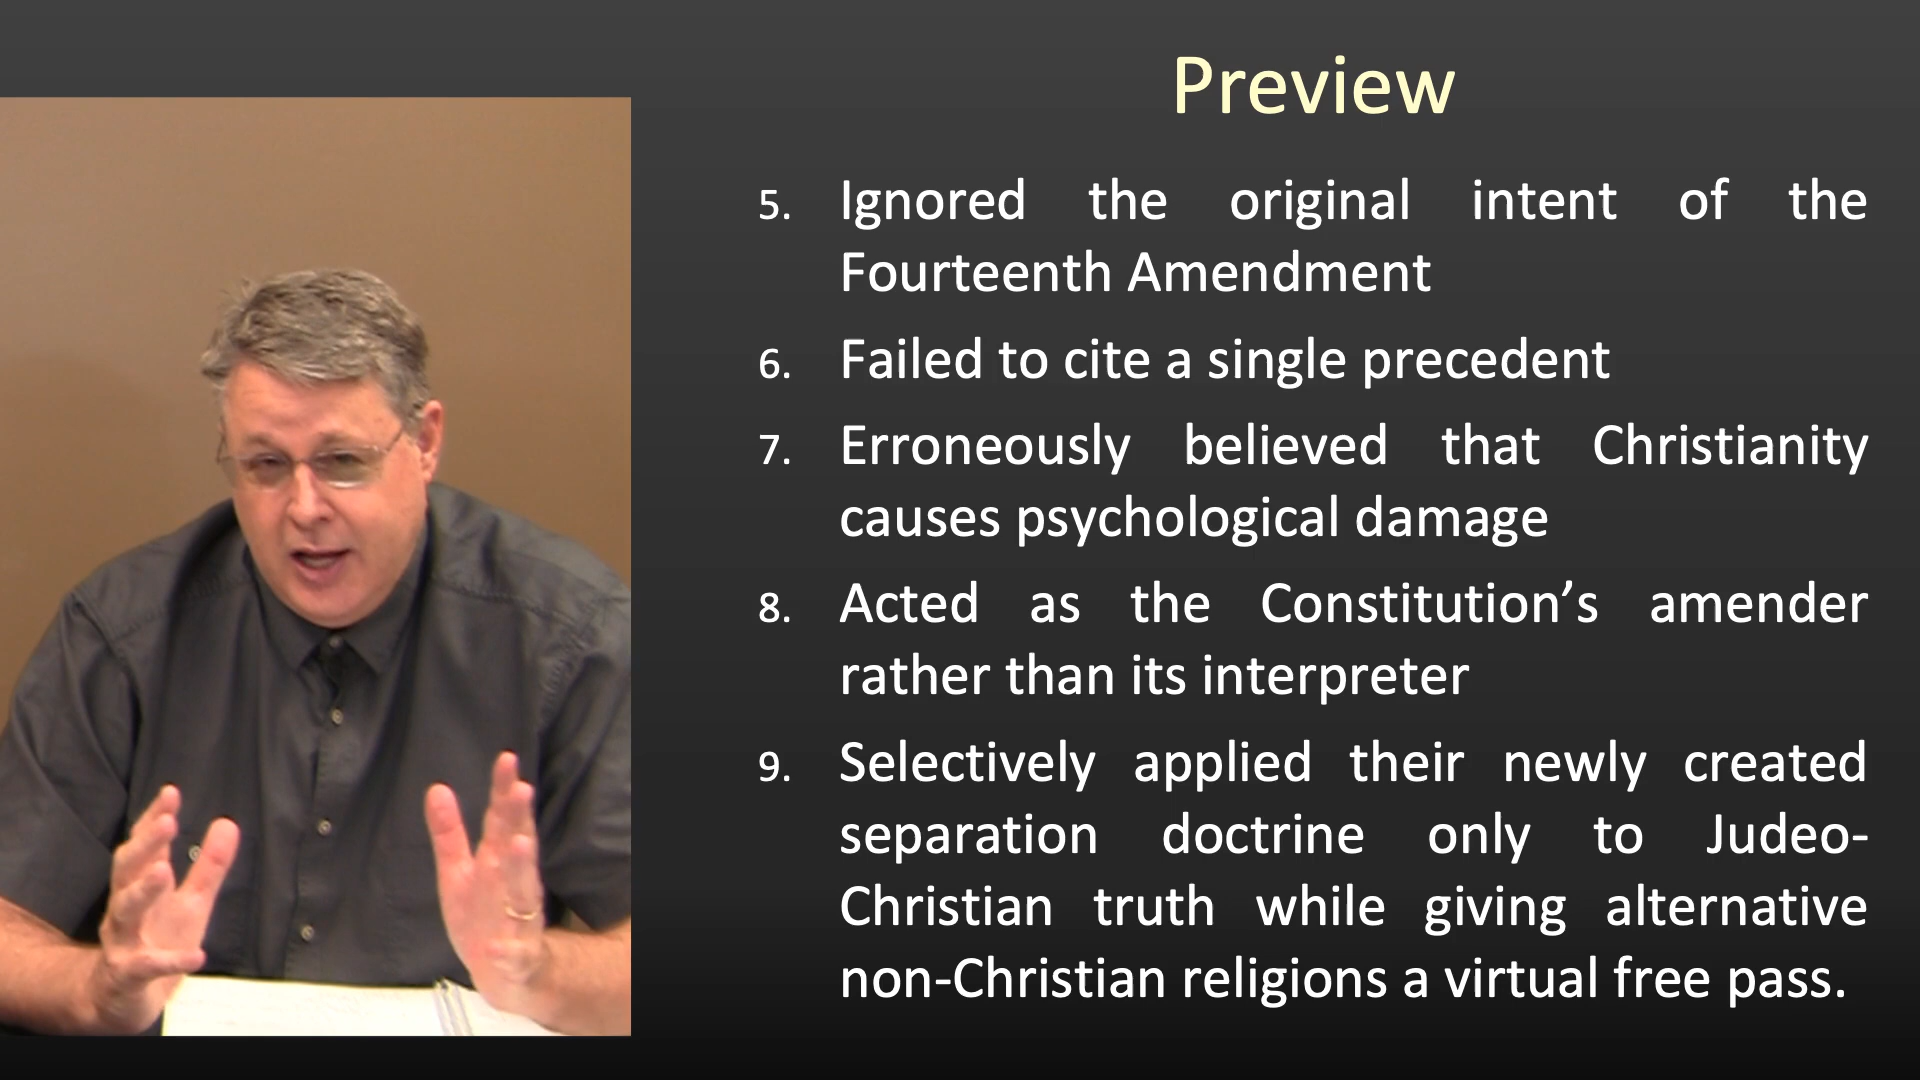 Preview
5. Ignored the original intent of the
Fourteenth Amendment
6. Failed to cite a single precedent
7. Erroneously believed that Christianity
causes psychological damage
8. Acted as the Constitution’s amender
rather than its interpreter
9. Selectively applied their newly created
separation doctrine only to Judeo-
Christian truth while giving alternative
non-Christian religions a virtual free pass.